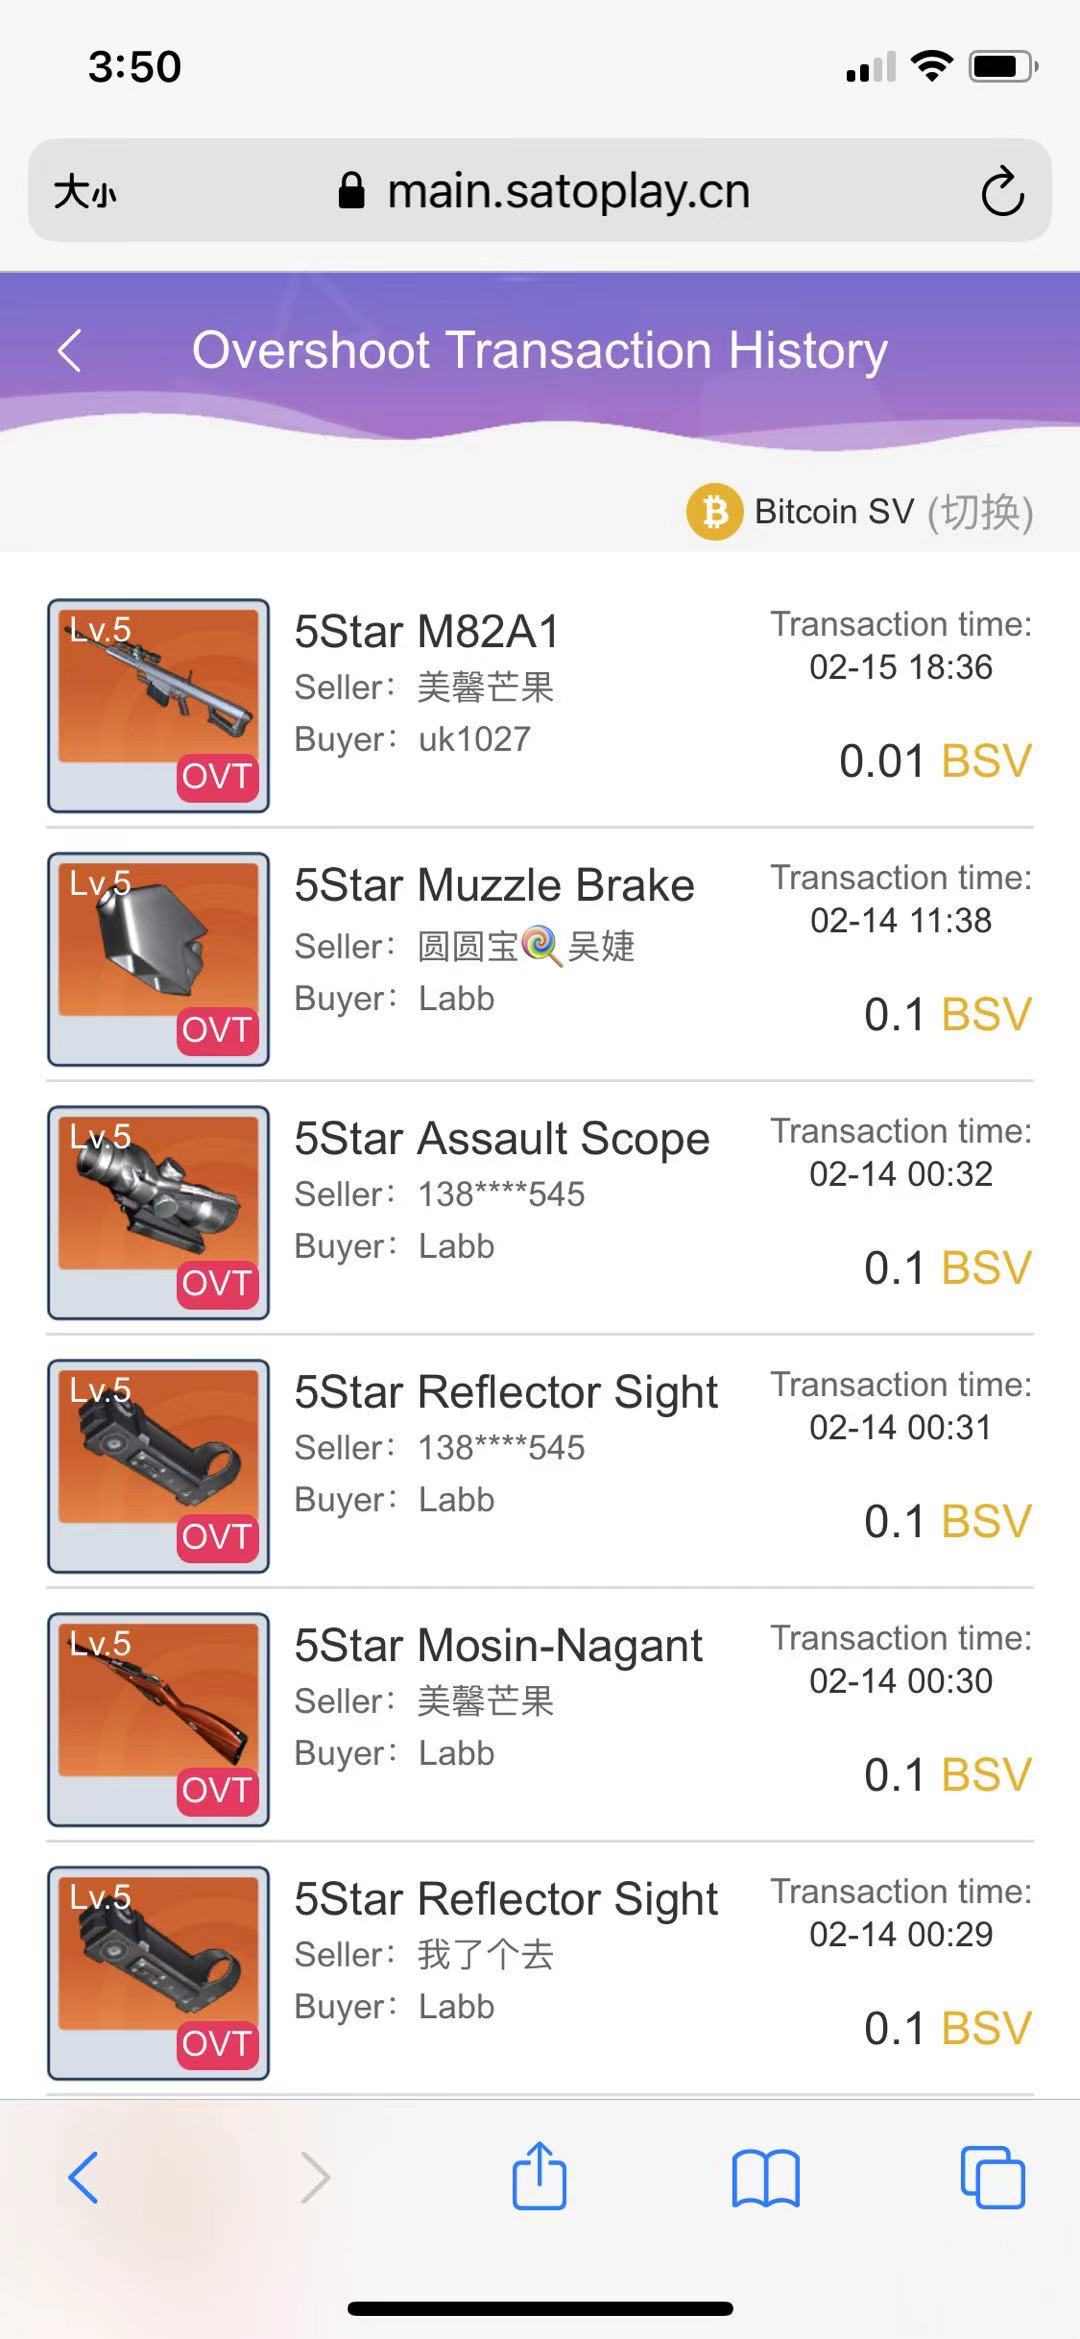 3:50
大小 main.satoplay.cn
Overshoot Transaction History
Bitcoin SV (切换)
Lv.5
OVT
5Star M82A1
Seller: 美馨芒果
Buyer: uk1027
Transaction time:
02-15 18:36
0.01 BSV
Lv.5
OVT
5Star Muzzle Brake
Seller: 圆圆宝🍭吴婕
Buyer: Labb
Transaction time:
02-14 11:38
0.1 BSV
Lv.5
OVT
5Star Assault Scope
Seller: 138****545
Buyer: Labb
Transaction time:
02-14 00:32
0.1 BSV
Lv.5
OVT
5Star Reflector Sight
Seller: 138****545
Buyer: Labb
Transaction time:
02-14 00:31
0.1 BSV
Lv.5
OVT
5Star Mosin-Nagant
Seller: 美馨芒果
Buyer: Labb
Transaction time:
02-14 00:30
0.1 BSV
Lv.5
OVT
5Star Reflector Sight
Seller: 我了个去
Buyer: Labb
Transaction time:
02-14 00:29
0.1 BSV